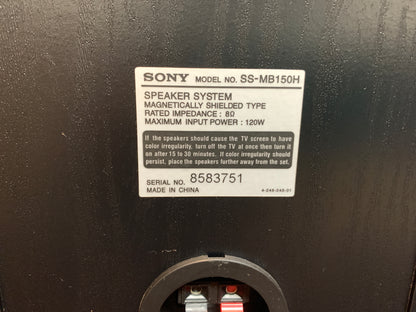 SONY MODEL NO. SS-MB150H
SPEAKER SYSTEM
MAGNETICALLY SHIELDED TYPE
RATED IMPEDANCE : 8Ω
MAXIMUM INPUT POWER : 120W
If the speakers should cause the TV screen to have
color irregularity, turn off the TV at once then turn it
on after 15 to 30 minutes. If color irregularity should
persist, place the speakers further away from the set.
SERIAL NO. 8583751
MADE IN CHINA